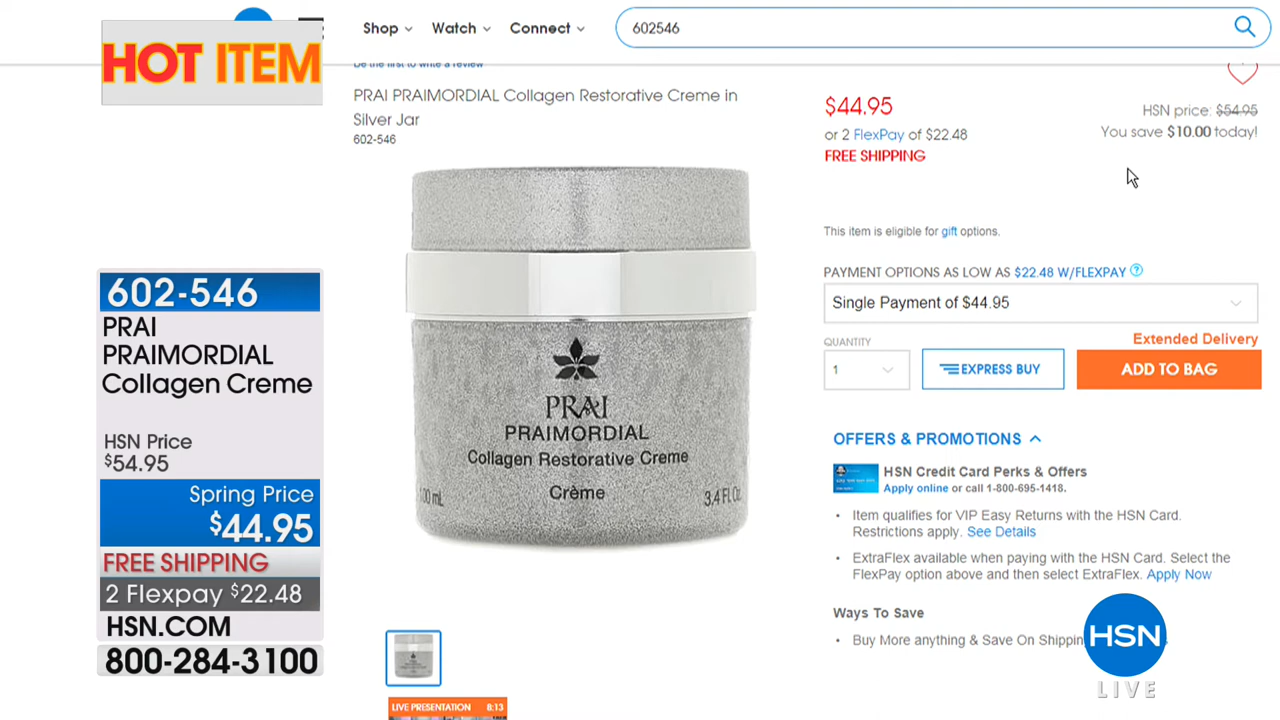 HOT ITEM
Shop
Watch
Connect
602546
Be the first to write a review
PRAI PRAIMORDIAL Collagen Restorative Creme in
Silver Jar
602-546
$44.95
HSN price: $54.95
or 2 FlexPay of $22.48
You save $10.00 today!
FREE SHIPPING
This item is eligible for gift options.
PAYMENT OPTIONS AS LOW AS $22.48 W/FLEXPAY ?
Single Payment of $44.95
Extended Delivery
QUANTITY
1
EXPRESS BUY
ADD TO BAG
OFFERS & PROMOTIONS
HSN Credit Card Perks & Offers
Apply online or call 1-800-695-1418.
• Item qualifies for VIP Easy Returns with the HSN Card.
Restrictions apply. See Details
• ExtraFlex available when paying with the HSN Card. Select the
FlexPay option above and then select ExtraFlex. Apply Now
Ways To Save
• Buy More anything & Save On
HSN
LIVE
PRAI
PRAIMORDIAL
Collagen Restorative Creme
Crème
3.4 FL
602-546
PRAI
PRAIMORDIAL
Collagen Creme
HSN Price
$54.95
Spring Price
$44.95
FREE SHIPPING
2 Flexpay $22.48
HSN.COM
800-284-3100
LIVE PRESENTATION 8:13